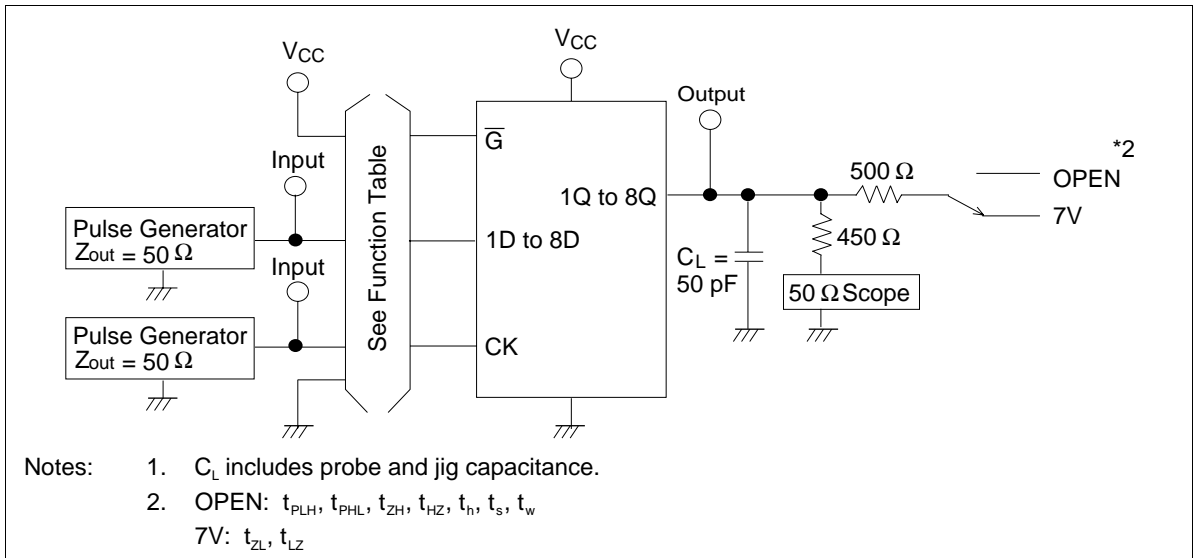 VCC
VCC
Output
*2
Input
G̅
500 Ω
OPEN
1Q to 8Q
7V
Pulse Generator
Zout = 50 Ω
See Function Table
1D to 8D
CL =
50 pF
450 Ω
Input
50 Ω Scope
Pulse Generator
Zout = 50 Ω
CK
Notes: 1. CL includes probe and jig capacitance.
2. OPEN: tPLH, tPHL, tZH, tHZ, th, ts, tw
7V: tZL, tLZ